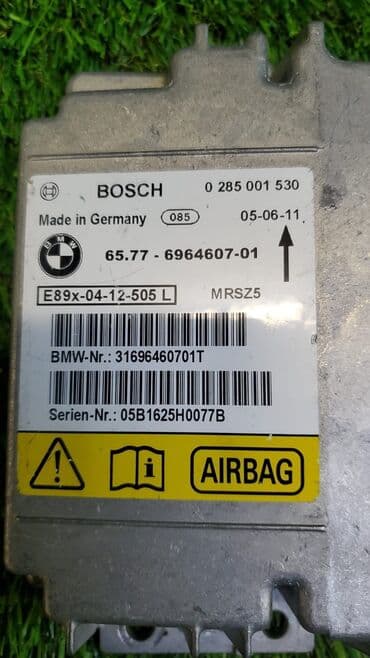 BOSCH 0 285 001 530
Made in Germany 085 05-06-11
BMW 65.77 - 6964607-01
E89x-04-12-505 L MRSZ5
BMW-Nr.: 31696460701T
Serien-Nr.: 05B1625H0077B
AIRBAG